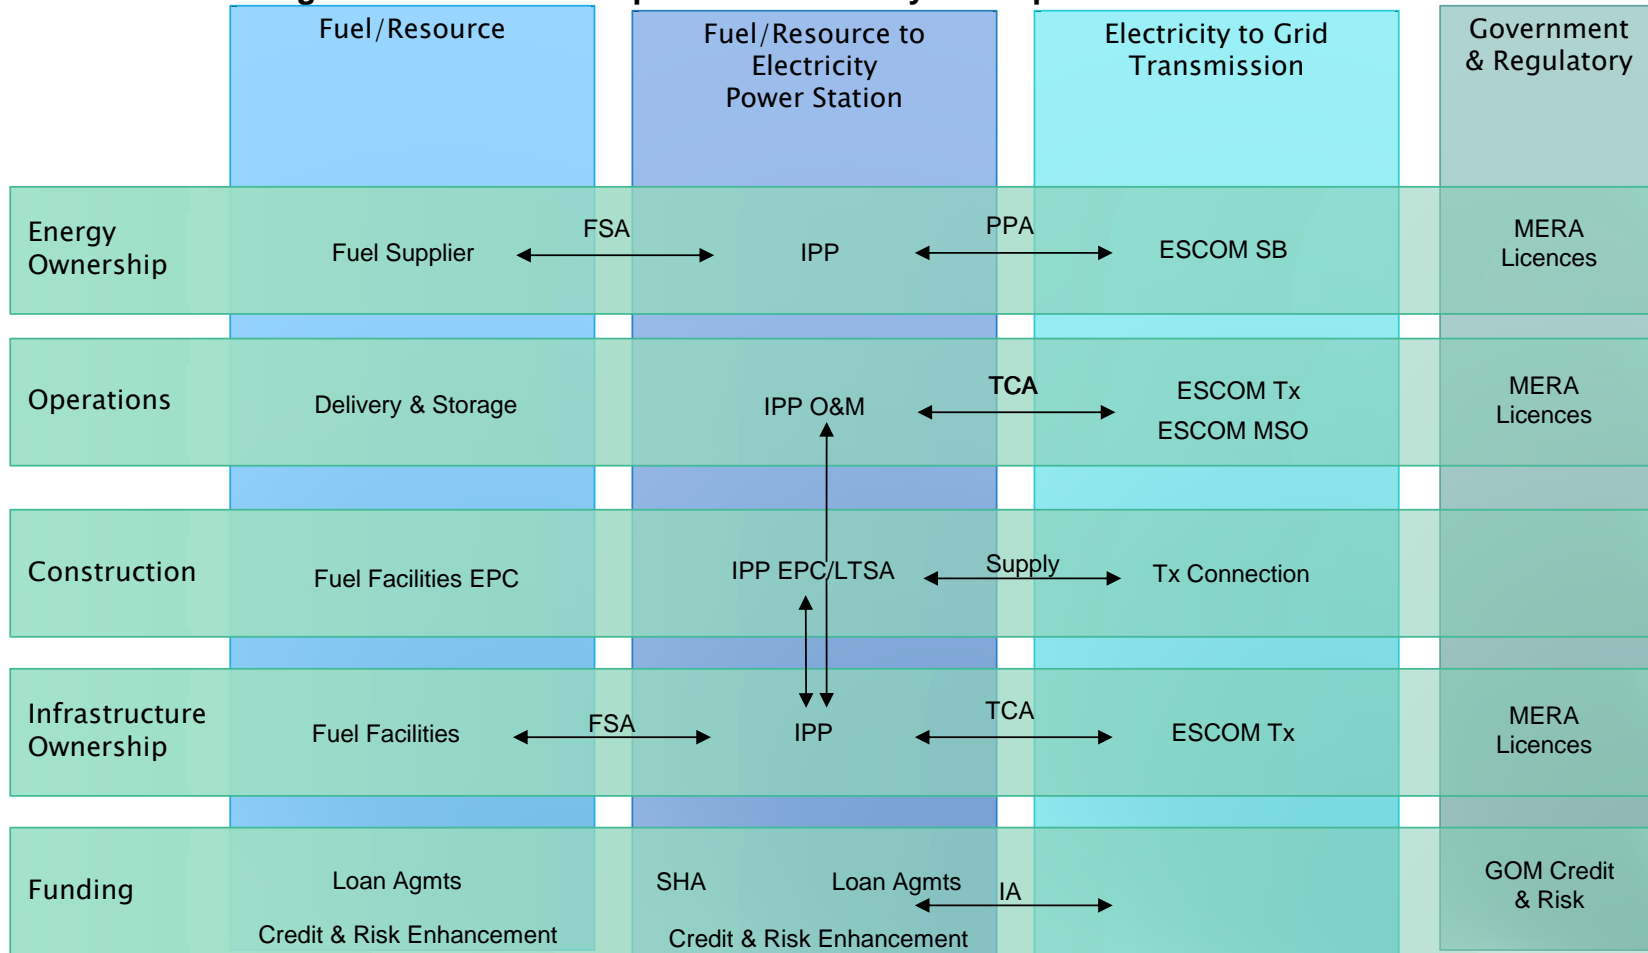 Fuel/Resource
Fuel/Resource to
Electricity
Power Station
Electricity to Grid
Transmission
Government
& Regulatory
Energy
Ownership
Fuel Supplier
FSA
IPP
PPA
ESCOM SB
MERA
Licences
Operations
Delivery & Storage
IPP O&M
TCA
ESCOM Tx
ESCOM MSO
MERA
Licences
Construction
Fuel Facilities EPC
IPP EPC/LTSA
Supply
Tx Connection
Infrastructure
Ownership
Fuel Facilities
FSA
IPP
TCA
ESCOM Tx
MERA
Licences
Funding
Loan Agmts
Credit & Risk Enhancement
SHA
Loan Agmts
Credit & Risk Enhancement
IA
GOM Credit
& Risk